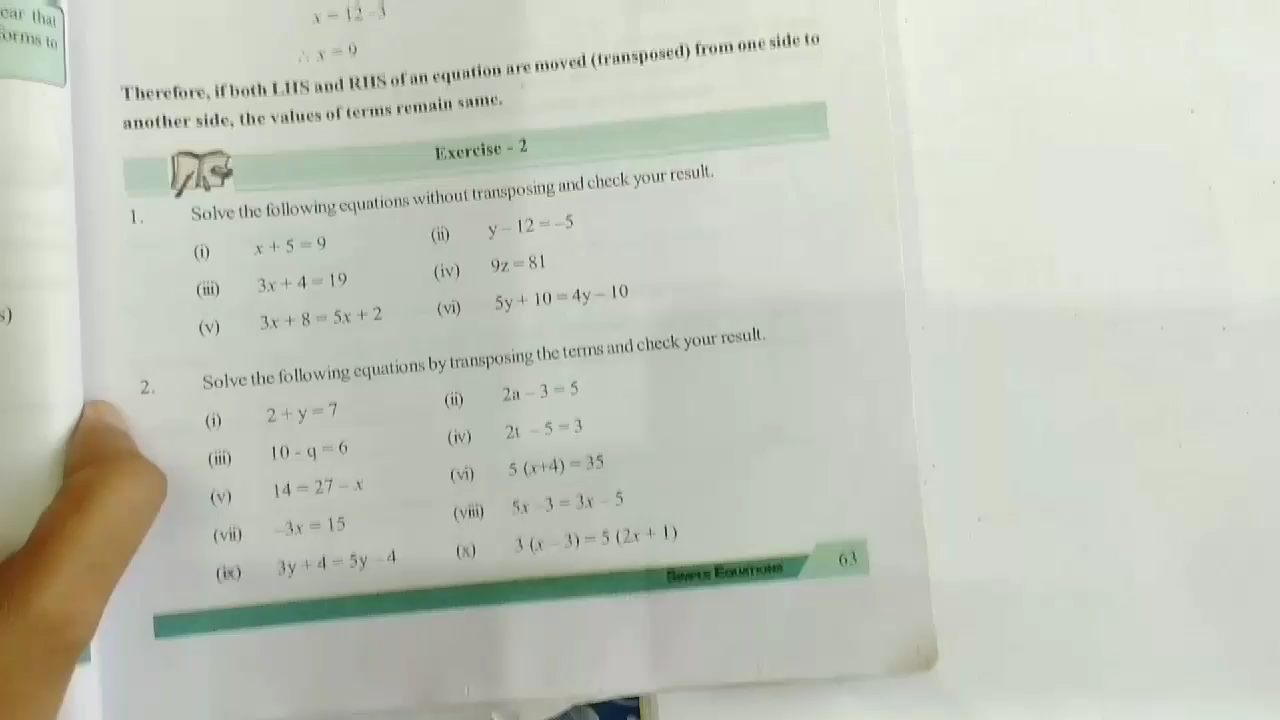 ear that
orms to
x = 12 - 3
∴ x = 9
Therefore, if both LHS and RHS of an equation are moved (transposed) from one side to
another side, the values of terms remain same.
Exercise - 2
1. Solve the following equations without transposing and check your result.
(i) x + 5 = 9 (ii) y - 12 = -5
(iii) 3x + 4 = 19 (iv) 9z = 81
(v) 3x + 8 = 5x + 2 (vi) 5y + 10 = 4y - 10
s)
2. Solve the following equations by transposing the terms and check your result.
(i) 2 + y = 7 (ii) 2a - 3 = 5
(iii) 10 - q = 6 (iv) 2t - 5 = 3
(v) 14 = 27 - x (vi) 5 (x+4) = 35
(vii) -3x = 15 (viii) 5x - 3 = 3x - 5
(ix) 3y + 4 = 5y - 4 (x) 3 (x - 3) = 5 (2x + 1)
Simple Equations 63